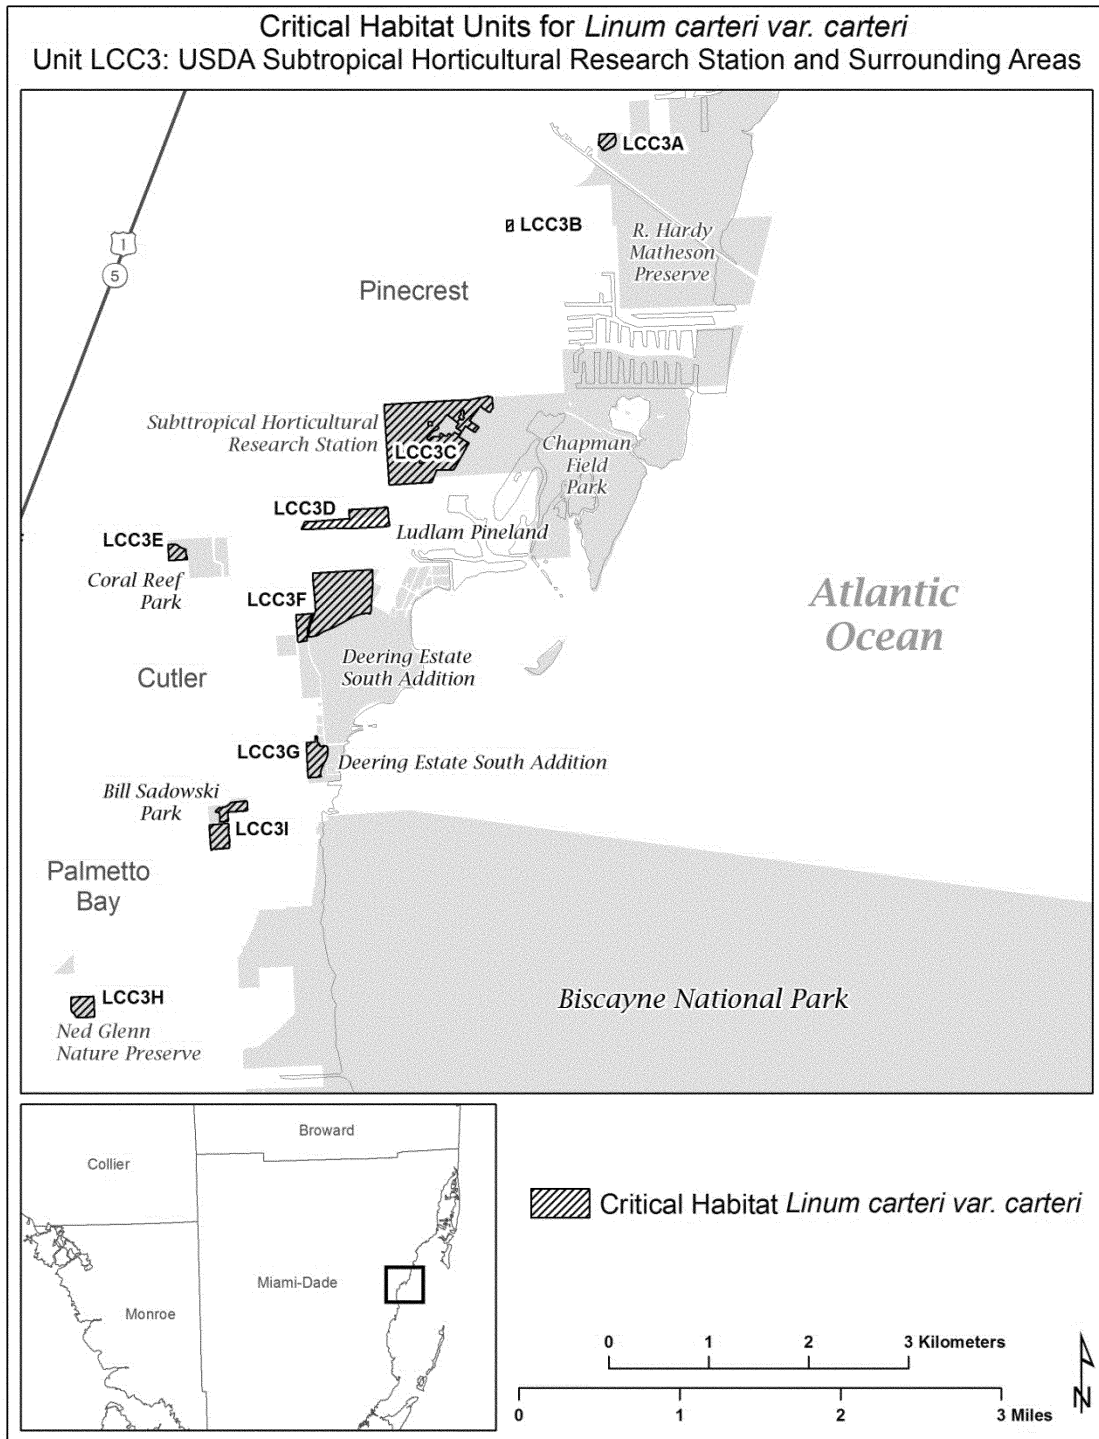 Critical Habitat Units for Linum carteri var. carteri
Unit LCC3: USDA Subtropical Horticultural Research Station and Surrounding Areas
LCC3A
LCC3B
R. Hardy
Matheson
Preserve
1
5
Pinecrest
Subttropical Horticultural
Research Station
LCC3C
Chapman
Field
Park
LCC3D
Ludlam Pineland
LCC3E
Coral Reef
Park
LCC3F
Atlantic
Ocean
Deering Estate
South Addition
Cutler
LCC3G
Deering Estate South Addition
Bill Sadowski
Park
LCC3I
Palmetto
Bay
LCC3H
Ned Glenn
Nature Preserve
Biscayne National Park
Broward
Collier
Miami-Dade
Monroe
Critical Habitat Linum carteri var. carteri
0 1 2 3 Kilometers
0 1 2 3 Miles
N